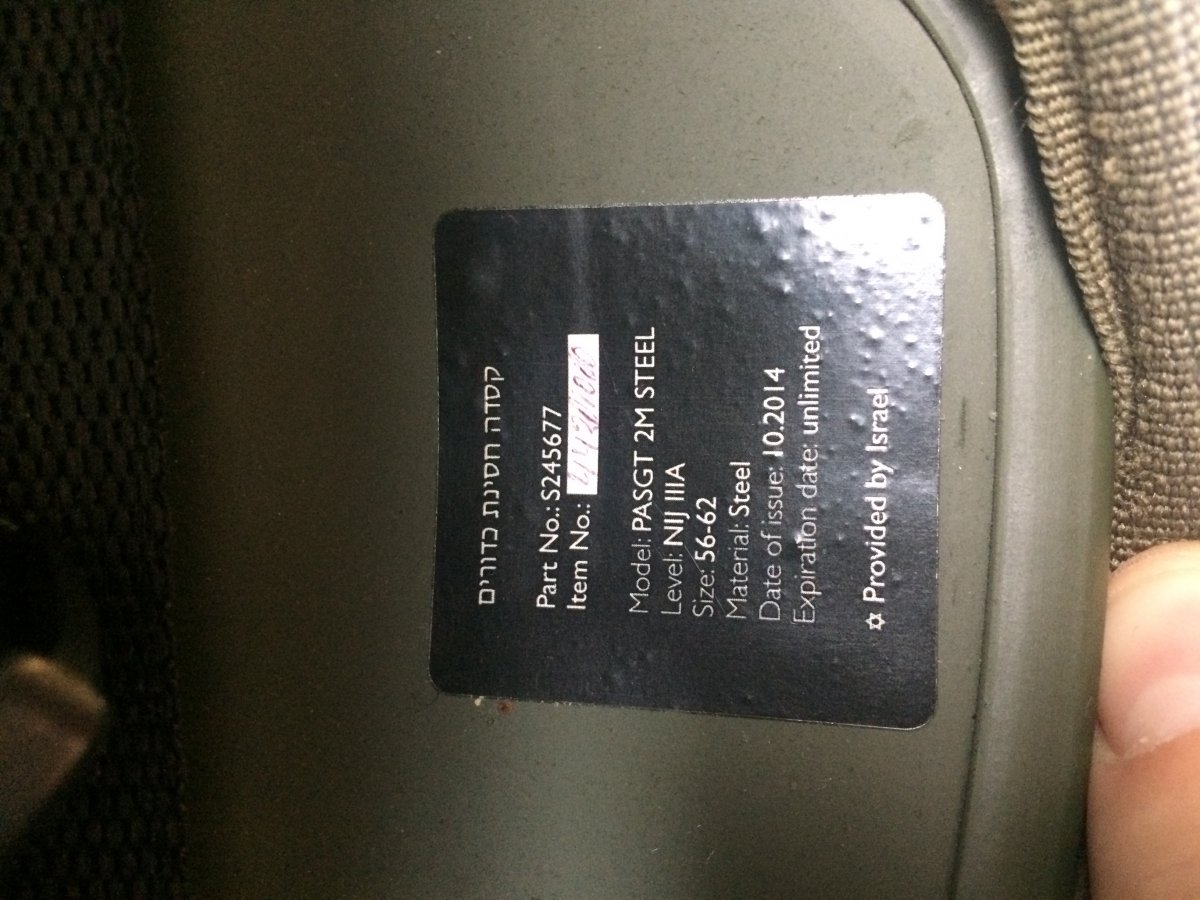 קסדה חסינת כדורים
Part No.: S245677
Item No.:
Model: PASGT 2M STEEL
Level: NIJ IIIA
Size: 56-62
Material: Steel
Date of issue: 10.2014
Expiration date: unlimited
✡ Provided by Israel